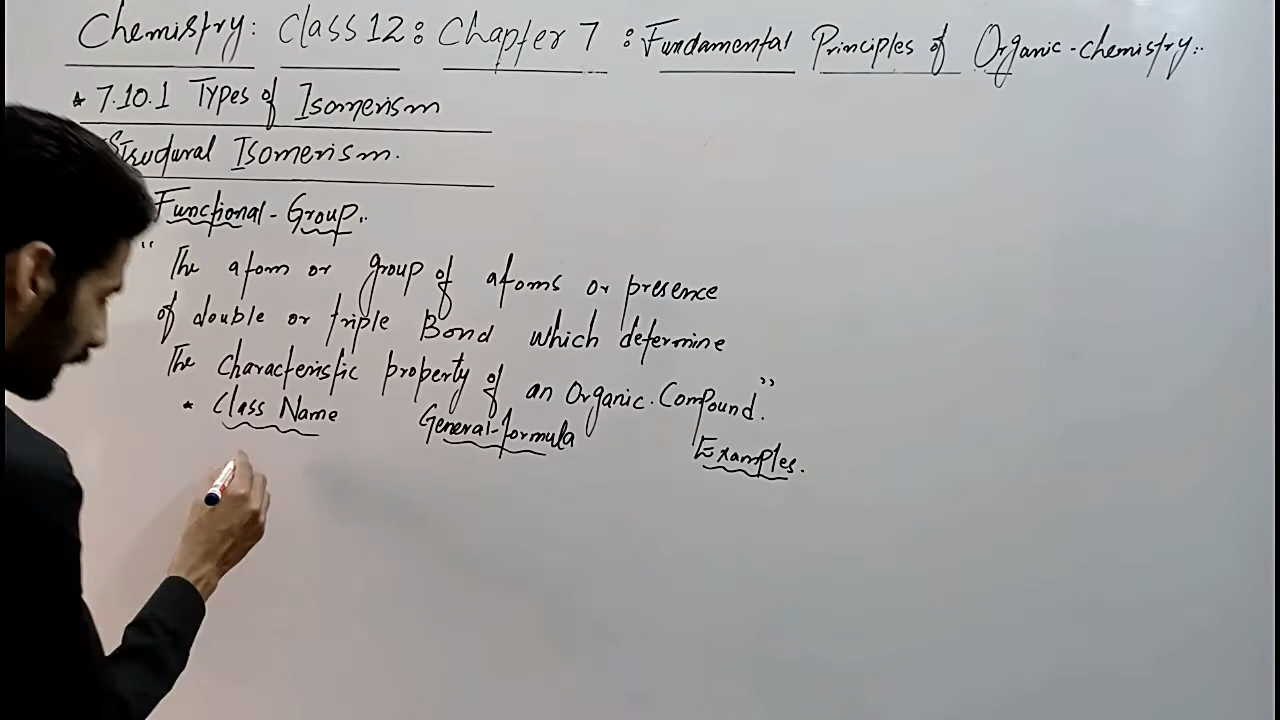 Chemistry: Class 12: Chapter 7 : Fundamental Principles of Organic-chemistry..
* 7.10.1 Types of Isomerism
Structural Isomerism.
Functional-Group..
"The atom or group of atoms or presence
of double or triple Bond which determine
The Characteristic property of an Organic.Compound."
* Class Name General-formula Examples.